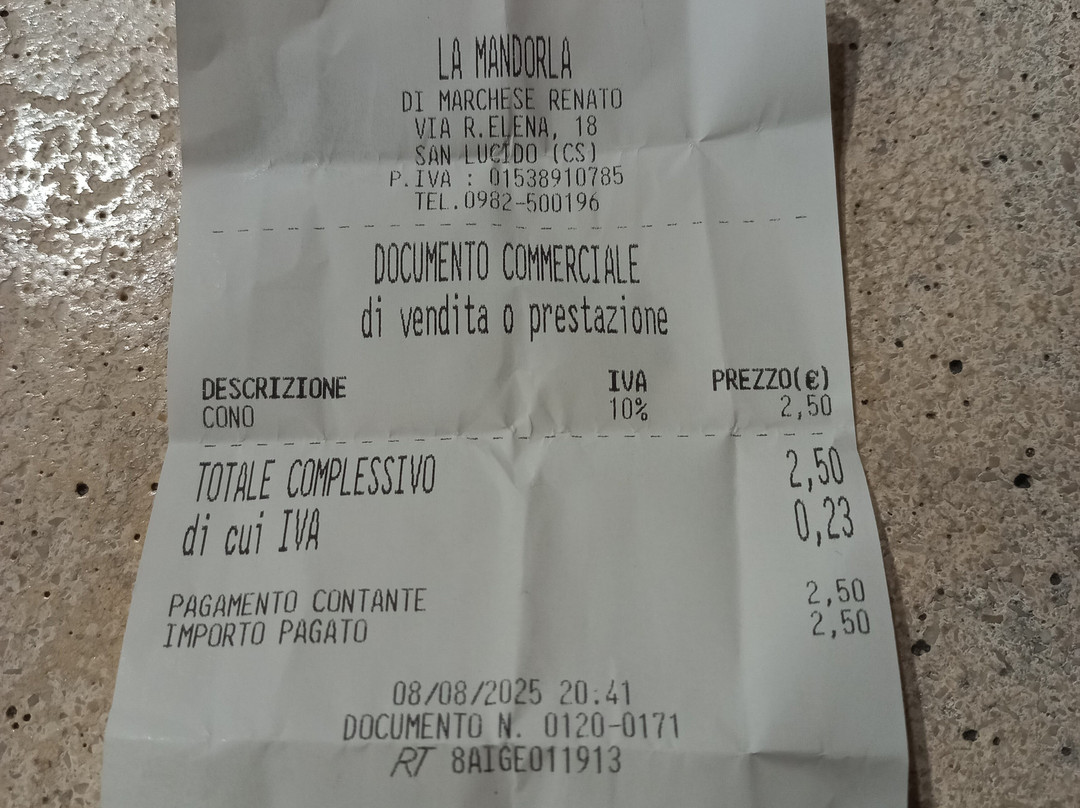 LA MANDORLA
DI MARCHESE RENATO
VIA R.ELENA, 18
SAN LUCIDO (CS)
P.IVA : 01538910785
TEL.0982-500196
DOCUMENTO COMMERCIALE
di vendita o prestazione
DESCRIZIONE IVA PREZZO(€)
CONO 10% 2,50
TOTALE COMPLESSIVO 2,50
di cui IVA 0,23
PAGAMENTO CONTANTE 2,50
IMPORTO PAGATO 2,50
08/08/2025 20:41
DOCUMENTO N. 0120-0171
RT 8AIGE011913